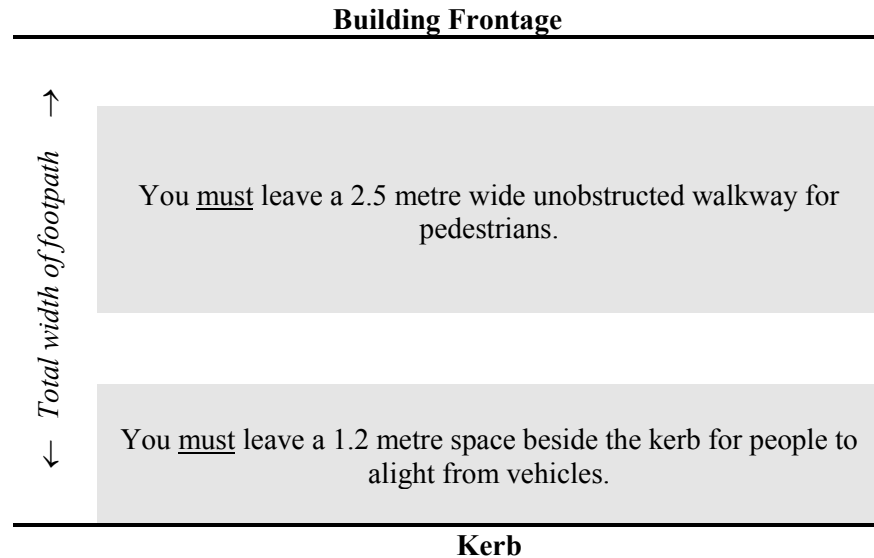 Building Frontage
← Total width of footpath →
You must leave a 2.5 metre wide unobstructed walkway for
pedestrians.
You must leave a 1.2 metre space beside the kerb for people to
alight from vehicles.
Kerb